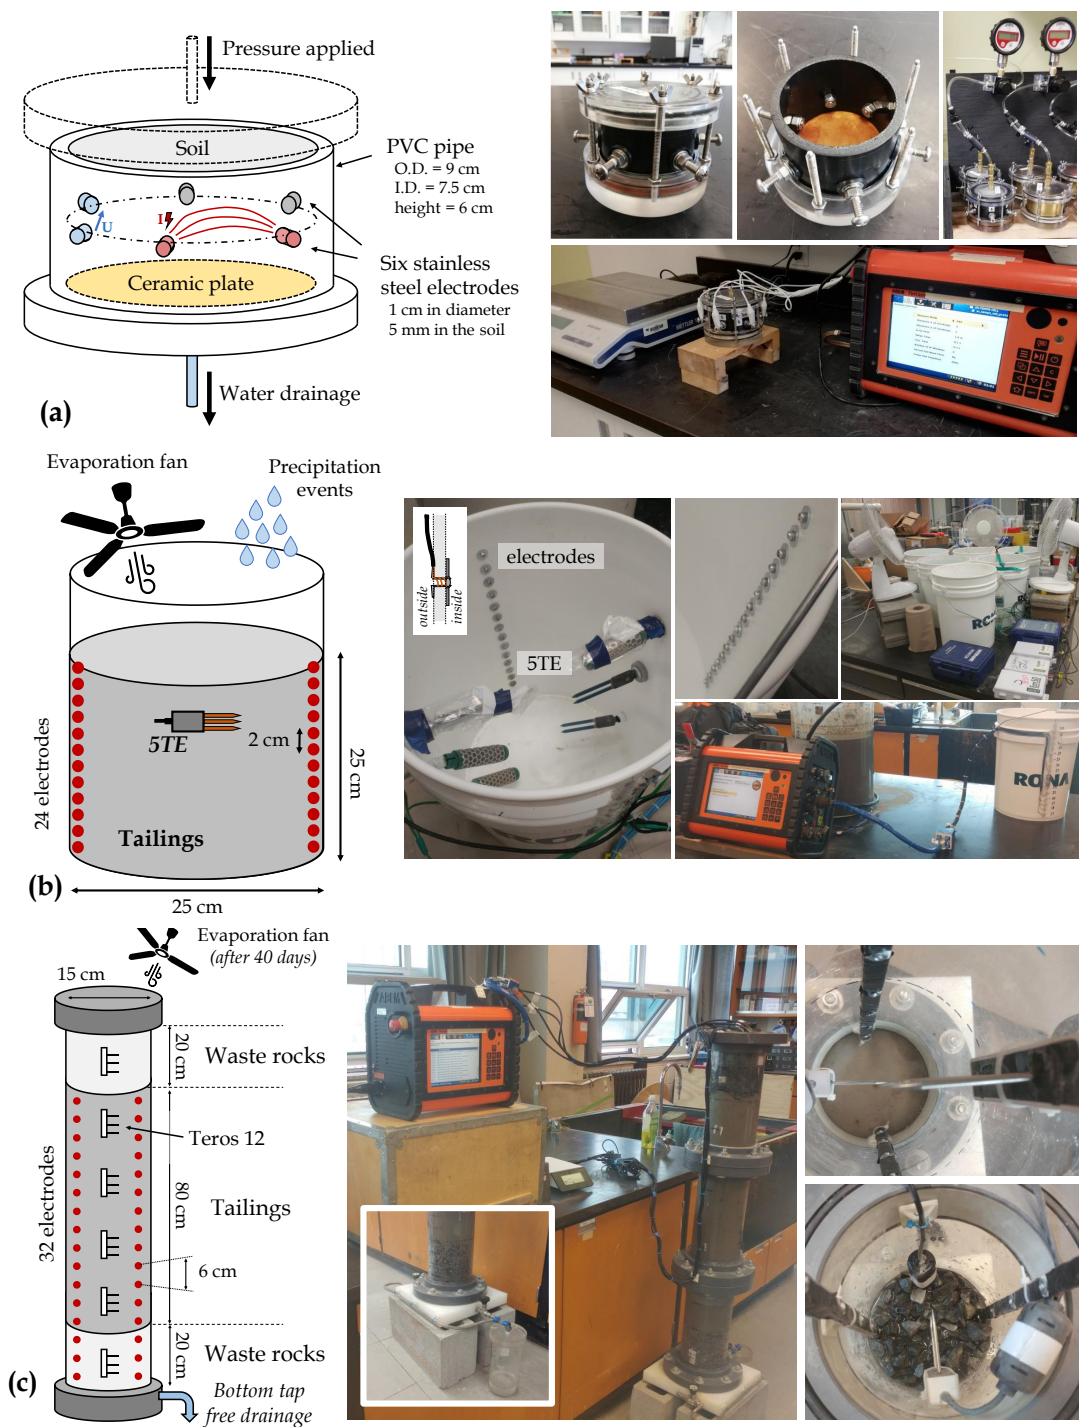 Pressure applied
Soil
PVC pipe
O.D. = 9 cm
I.D. = 7.5 cm
height = 6 cm
U
I
Six stainless
steel electrodes
1 cm in diameter
5 mm in the soil
Ceramic plate
Water drainage
(a)
Evaporation fan
Precipitation
events
24 electrodes
5TE
2 cm
25 cm
Tailings
25 cm
(b)
outside
inside
electrodes
5TE
RONA
RONA
Evaporation fan
(after 40 days)
15 cm
20 cm
Waste rocks
Teros 12
32 electrodes
80 cm
Tailings
6 cm
20 cm
Waste rocks
Bottom tap
free drainage
(c)
ABEM